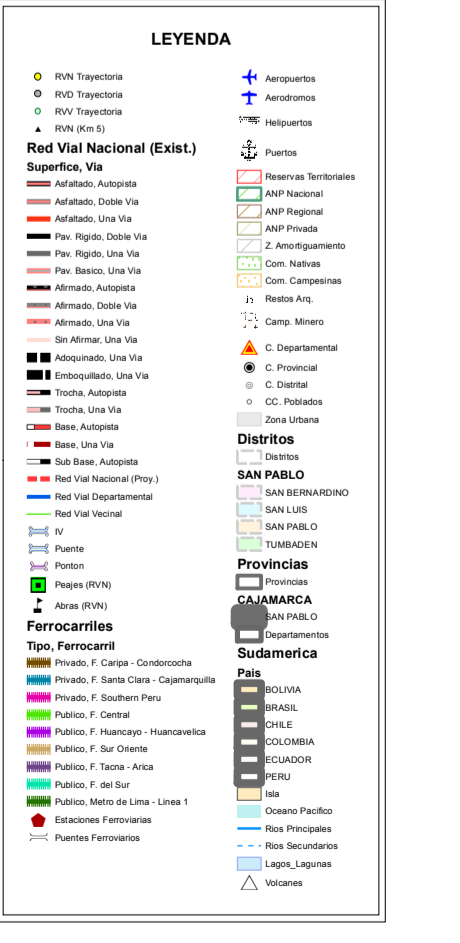 LEYENDA
RVN Trayectoria
RVD Trayectoria
RVV Trayectoria
RVN (Km 5)
Red Vial Nacional (Exist.)
Superfice, Via
Asfaltado, Autopista
Asfaltado, Doble Via
Asfaltado, Una Via
Pav. Rigido, Doble Via
Pav. Rigido, Una Via
Pav. Basico, Una Via
Afirmado, Autopista
Afirmado, Doble Via
Afirmado, Una Via
Sin Afirmar, Una Via
Adoquinado, Una Via
Emboquillado, Una Via
Trocha, Autopista
Trocha, Una Via
Base, Autopista
Base, Una Via
Sub Base, Autopista
Red Vial Nacional (Proy.)
Red Vial Departamental
Red Vial Vecinal
IV
Puente
Ponton
Peajes (RVN)
Abras (RVN)
Ferrocarriles
Tipo, Ferrocarril
Privado, F. Caripa - Condorcocha
Privado, F. Santa Clara - Cajamarquilla
Privado, F. Southern Peru
Publico, F. Central
Publico, F. Huancayo - Huancavelica
Publico, F. Sur Oriente
Publico, F. Tacna - Arica
Publico, F. del Sur
Publico, Metro de Lima - Linea 1
Estaciones Ferroviarias
Puentes Ferroviarios
Aeropuertos
Aerodromos
Helipuertos
Puertos
Reservas Territoriales
ANP Nacional
ANP Regional
ANP Privada
Z. Amortiguamiento
Com. Nativas
Com. Campesinas
Restos Arq.
Camp. Minero
C. Departamental
C. Provincial
C. Distrital
CC. Poblados
Zona Urbana
Distritos
Distritos
SAN PABLO
SAN BERNARDINO
SAN LUIS
SAN PABLO
TUMBADEN
Provincias
Provincias
CAJAMARCA
SAN PABLO
Departamentos
Sudamerica
Pais
BOLIVIA
BRASIL
CHILE
COLOMBIA
ECUADOR
PERU
Isla
Oceano Pacifico
Rios Principales
Rios Secundarios
Lagos_Lagunas
Volcanes